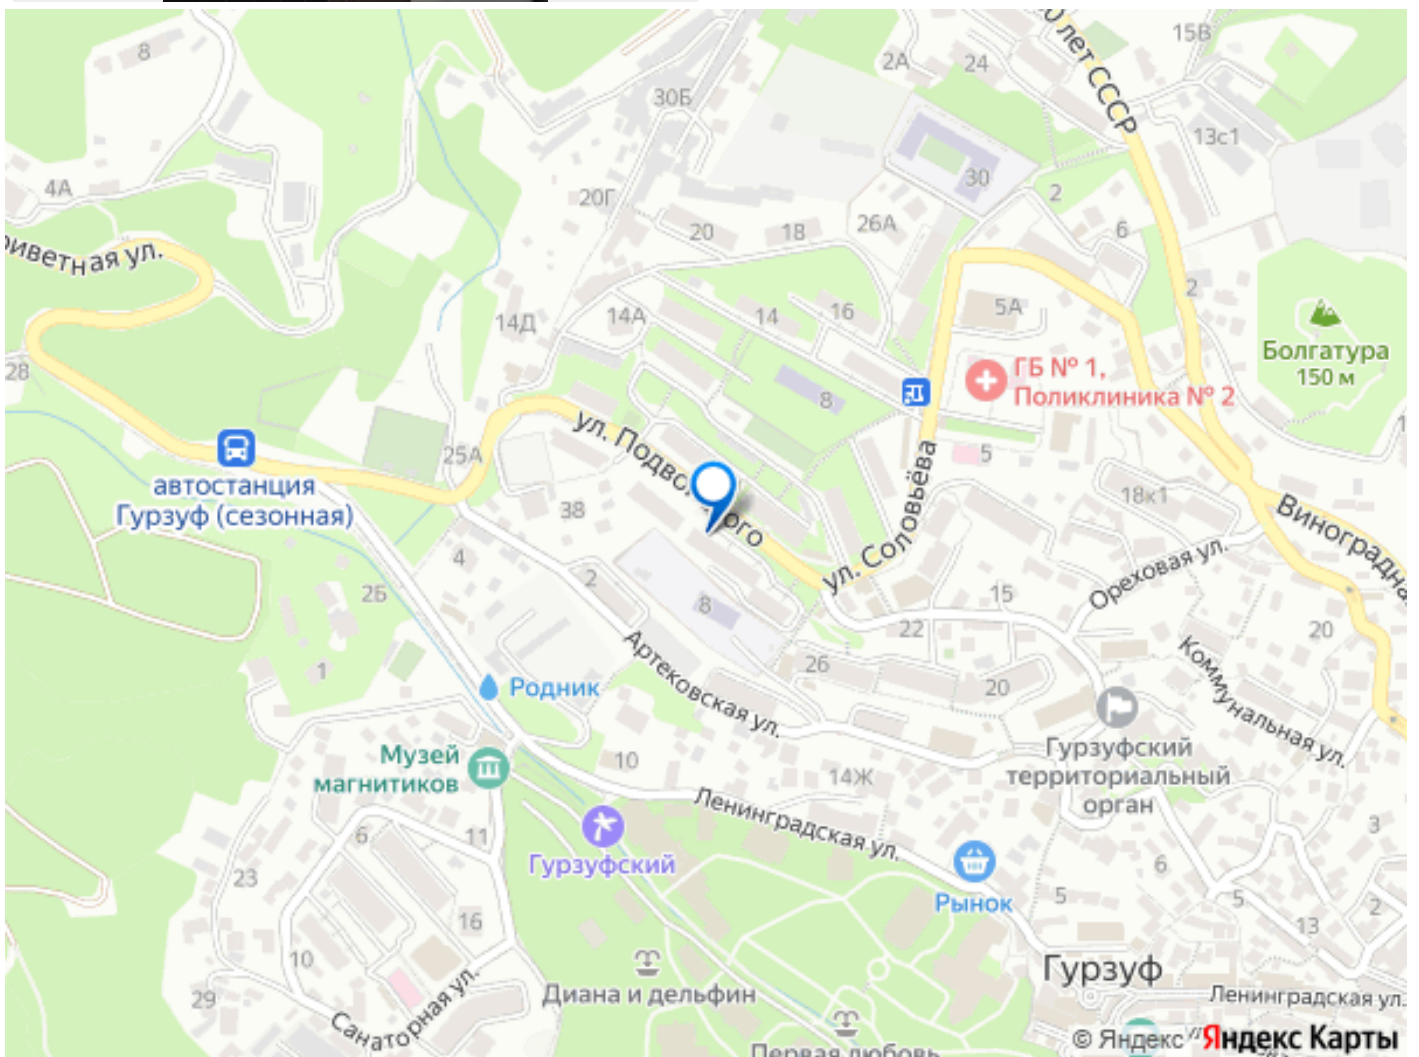 8
30Б
2А
24
15В
60 лет СССР
13с1
4А
20Г
30
2
20
18
26А
6
2
14Д
14А
14
16
5А
28
Болгатура
150 м
ГБ № 1,
Поликлиника № 2
8
ул. Подво
ого
25А
автостанция
Гурзуф (сезонная)
38
5
18к1
ул. Соловьёва
Виноградна
Ореховая ул.
4
2
2Б
8
15
22
20
1
26
20
Коммунальная ул.
Артековская ул.
Родник
Музей
магнитиков
10
14Ж
Гурзуфский
территориальный
орган
Ленинградская ул.
6
11
Гурзуфский
3
6
23
Рынок
5
5
2
16
13
10
Гурзуф
29
Диана и дельфин
Санаторная ул.
Ленинградская ул.
Первая любовь
© Яндекс
Яндекс Карты